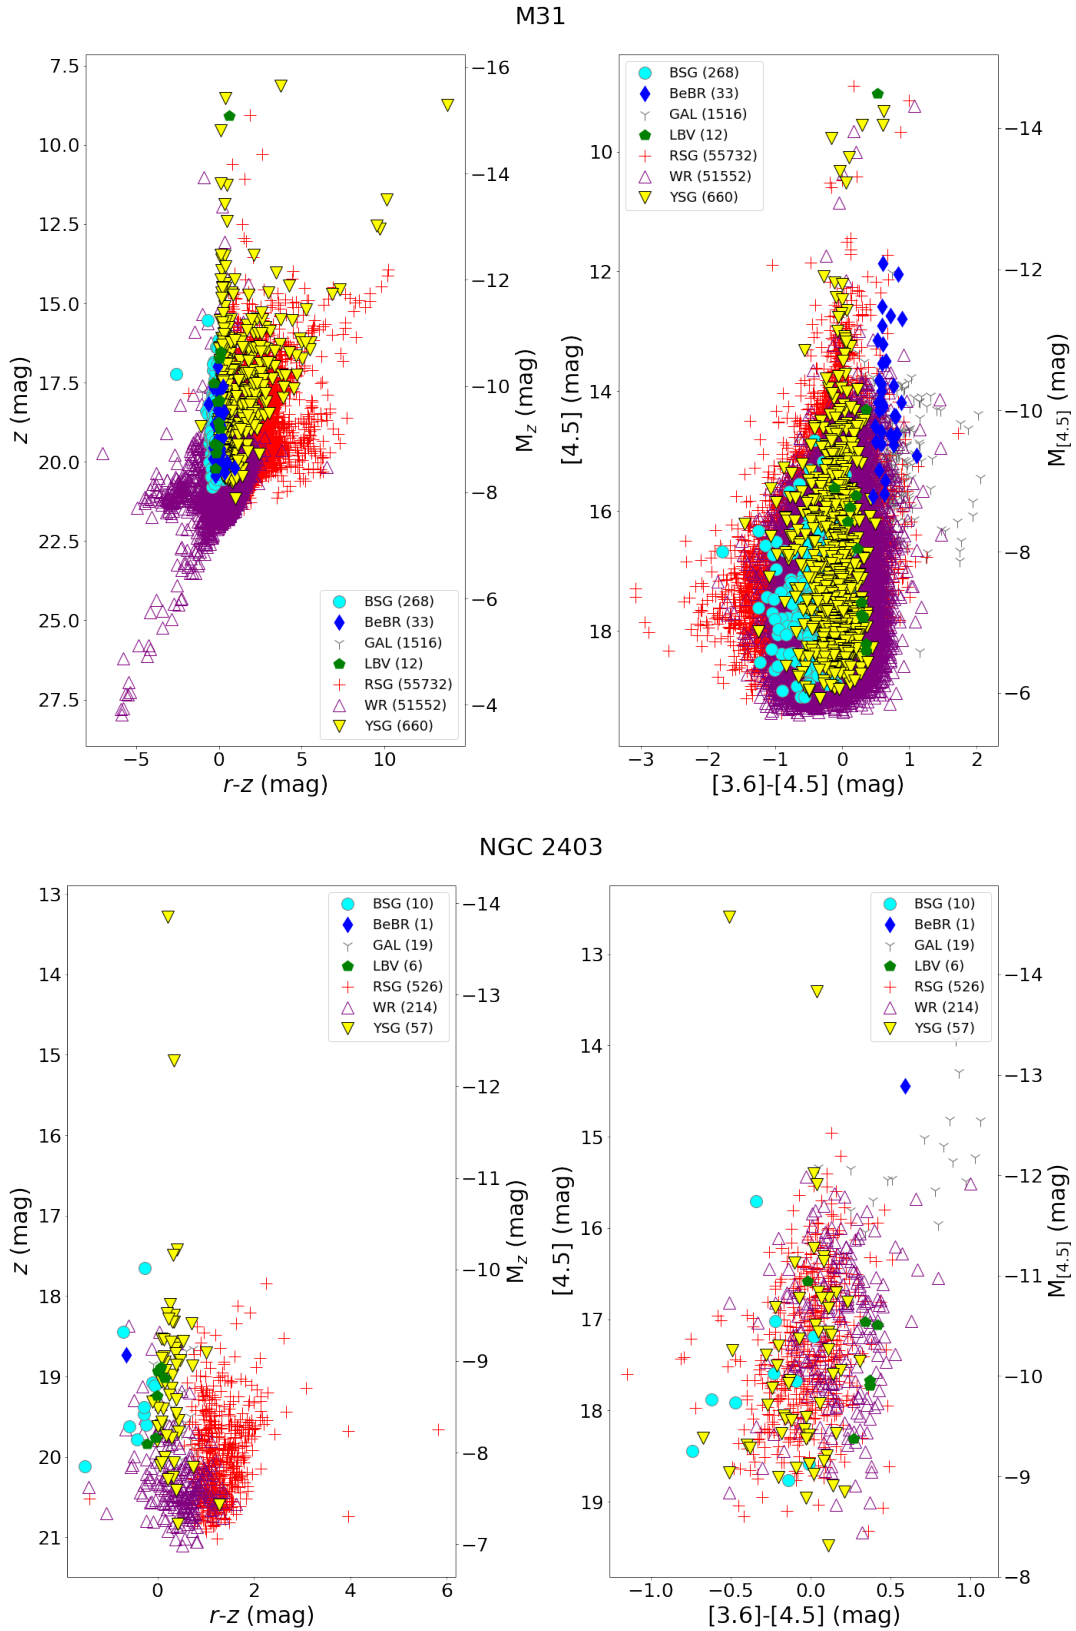 M31
7.5
10.0
12.5
15.0
17.5
20.0
22.5
25.0
27.5
z (mag)
−16
−14
−12
−10
−8
−6
−4
M_z (mag)
BSG (268)
BeBR (33)
GAL (1516)
LBV (12)
RSG (55732)
WR (51552)
YSG (660)
−5
0
5
10
r-z (mag)
10
12
14
16
18
[4.5] (mag)
−14
−12
−10
−8
−6
M_[4.5] (mag)
BSG (268)
BeBR (33)
GAL (1516)
LBV (12)
RSG (55732)
WR (51552)
YSG (660)
−3
−2
−1
0
1
2
[3.6]-[4.5] (mag)
NGC 2403
13
14
15
16
17
18
19
20
21
z (mag)
−14
−13
−12
−11
−10
−9
−8
−7
M_z (mag)
BSG (10)
BeBR (1)
GAL (19)
LBV (6)
RSG (526)
WR (214)
YSG (57)
0
2
4
6
r-z (mag)
13
14
15
16
17
18
19
[4.5] (mag)
−14
−13
−12
−11
−10
−9
−8
M_[4.5] (mag)
BSG (10)
BeBR (1)
GAL (19)
LBV (6)
RSG (526)
WR (214)
YSG (57)
−1.0
−0.5
0.0
0.5
1.0
[3.6]-[4.5] (mag)